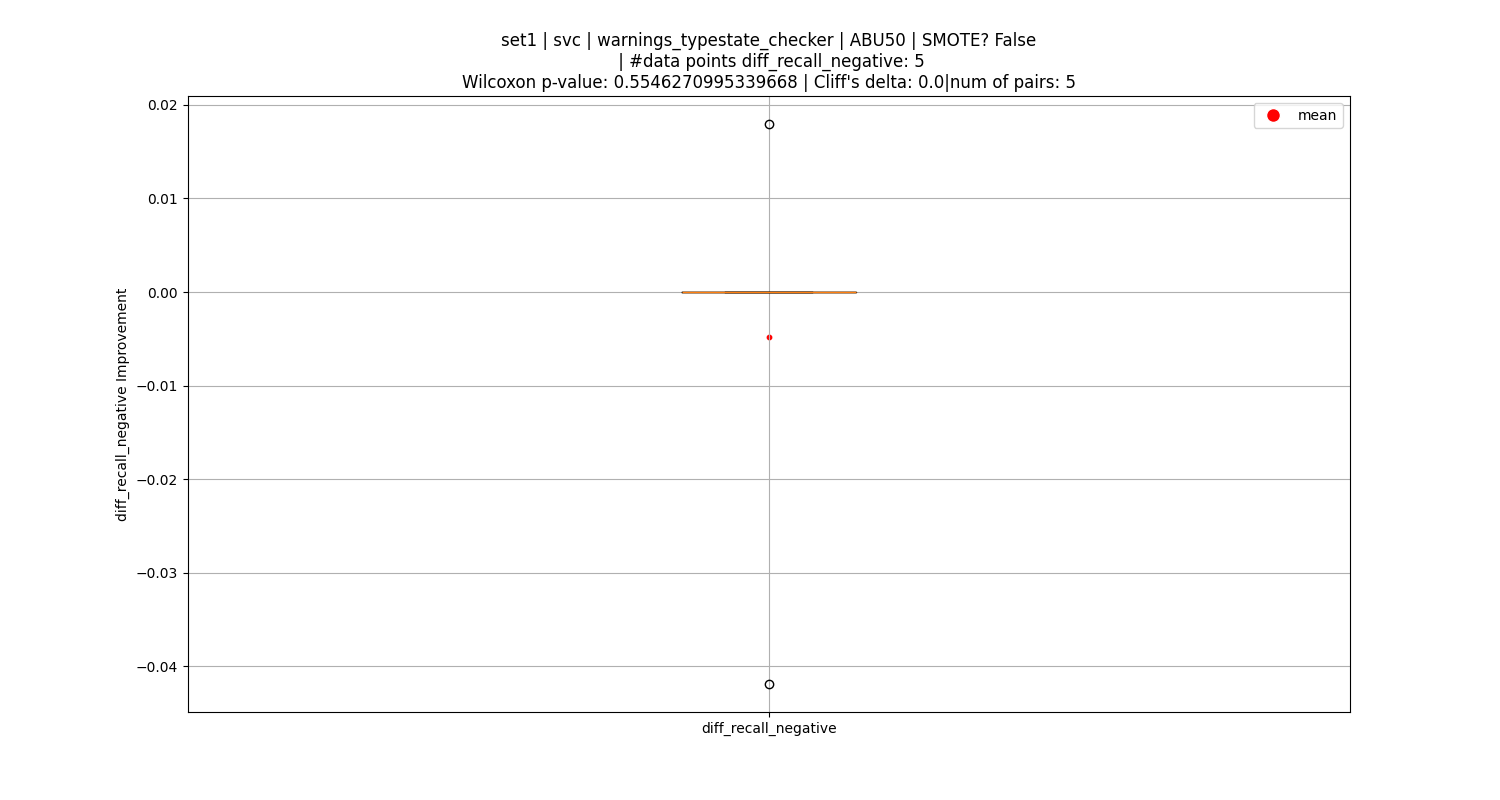 set1 | svc | warnings_typestate_checker | ABU50 | SMOTE? False
| #data points diff_recall_negative: 5
Wilcoxon p-value: 0.5546270995339668 | Cliff's delta: 0.0|num of pairs: 5
mean
0.02
0.01
0.00
−0.01
−0.02
−0.03
−0.04
diff_recall_negative Improvement
diff_recall_negative